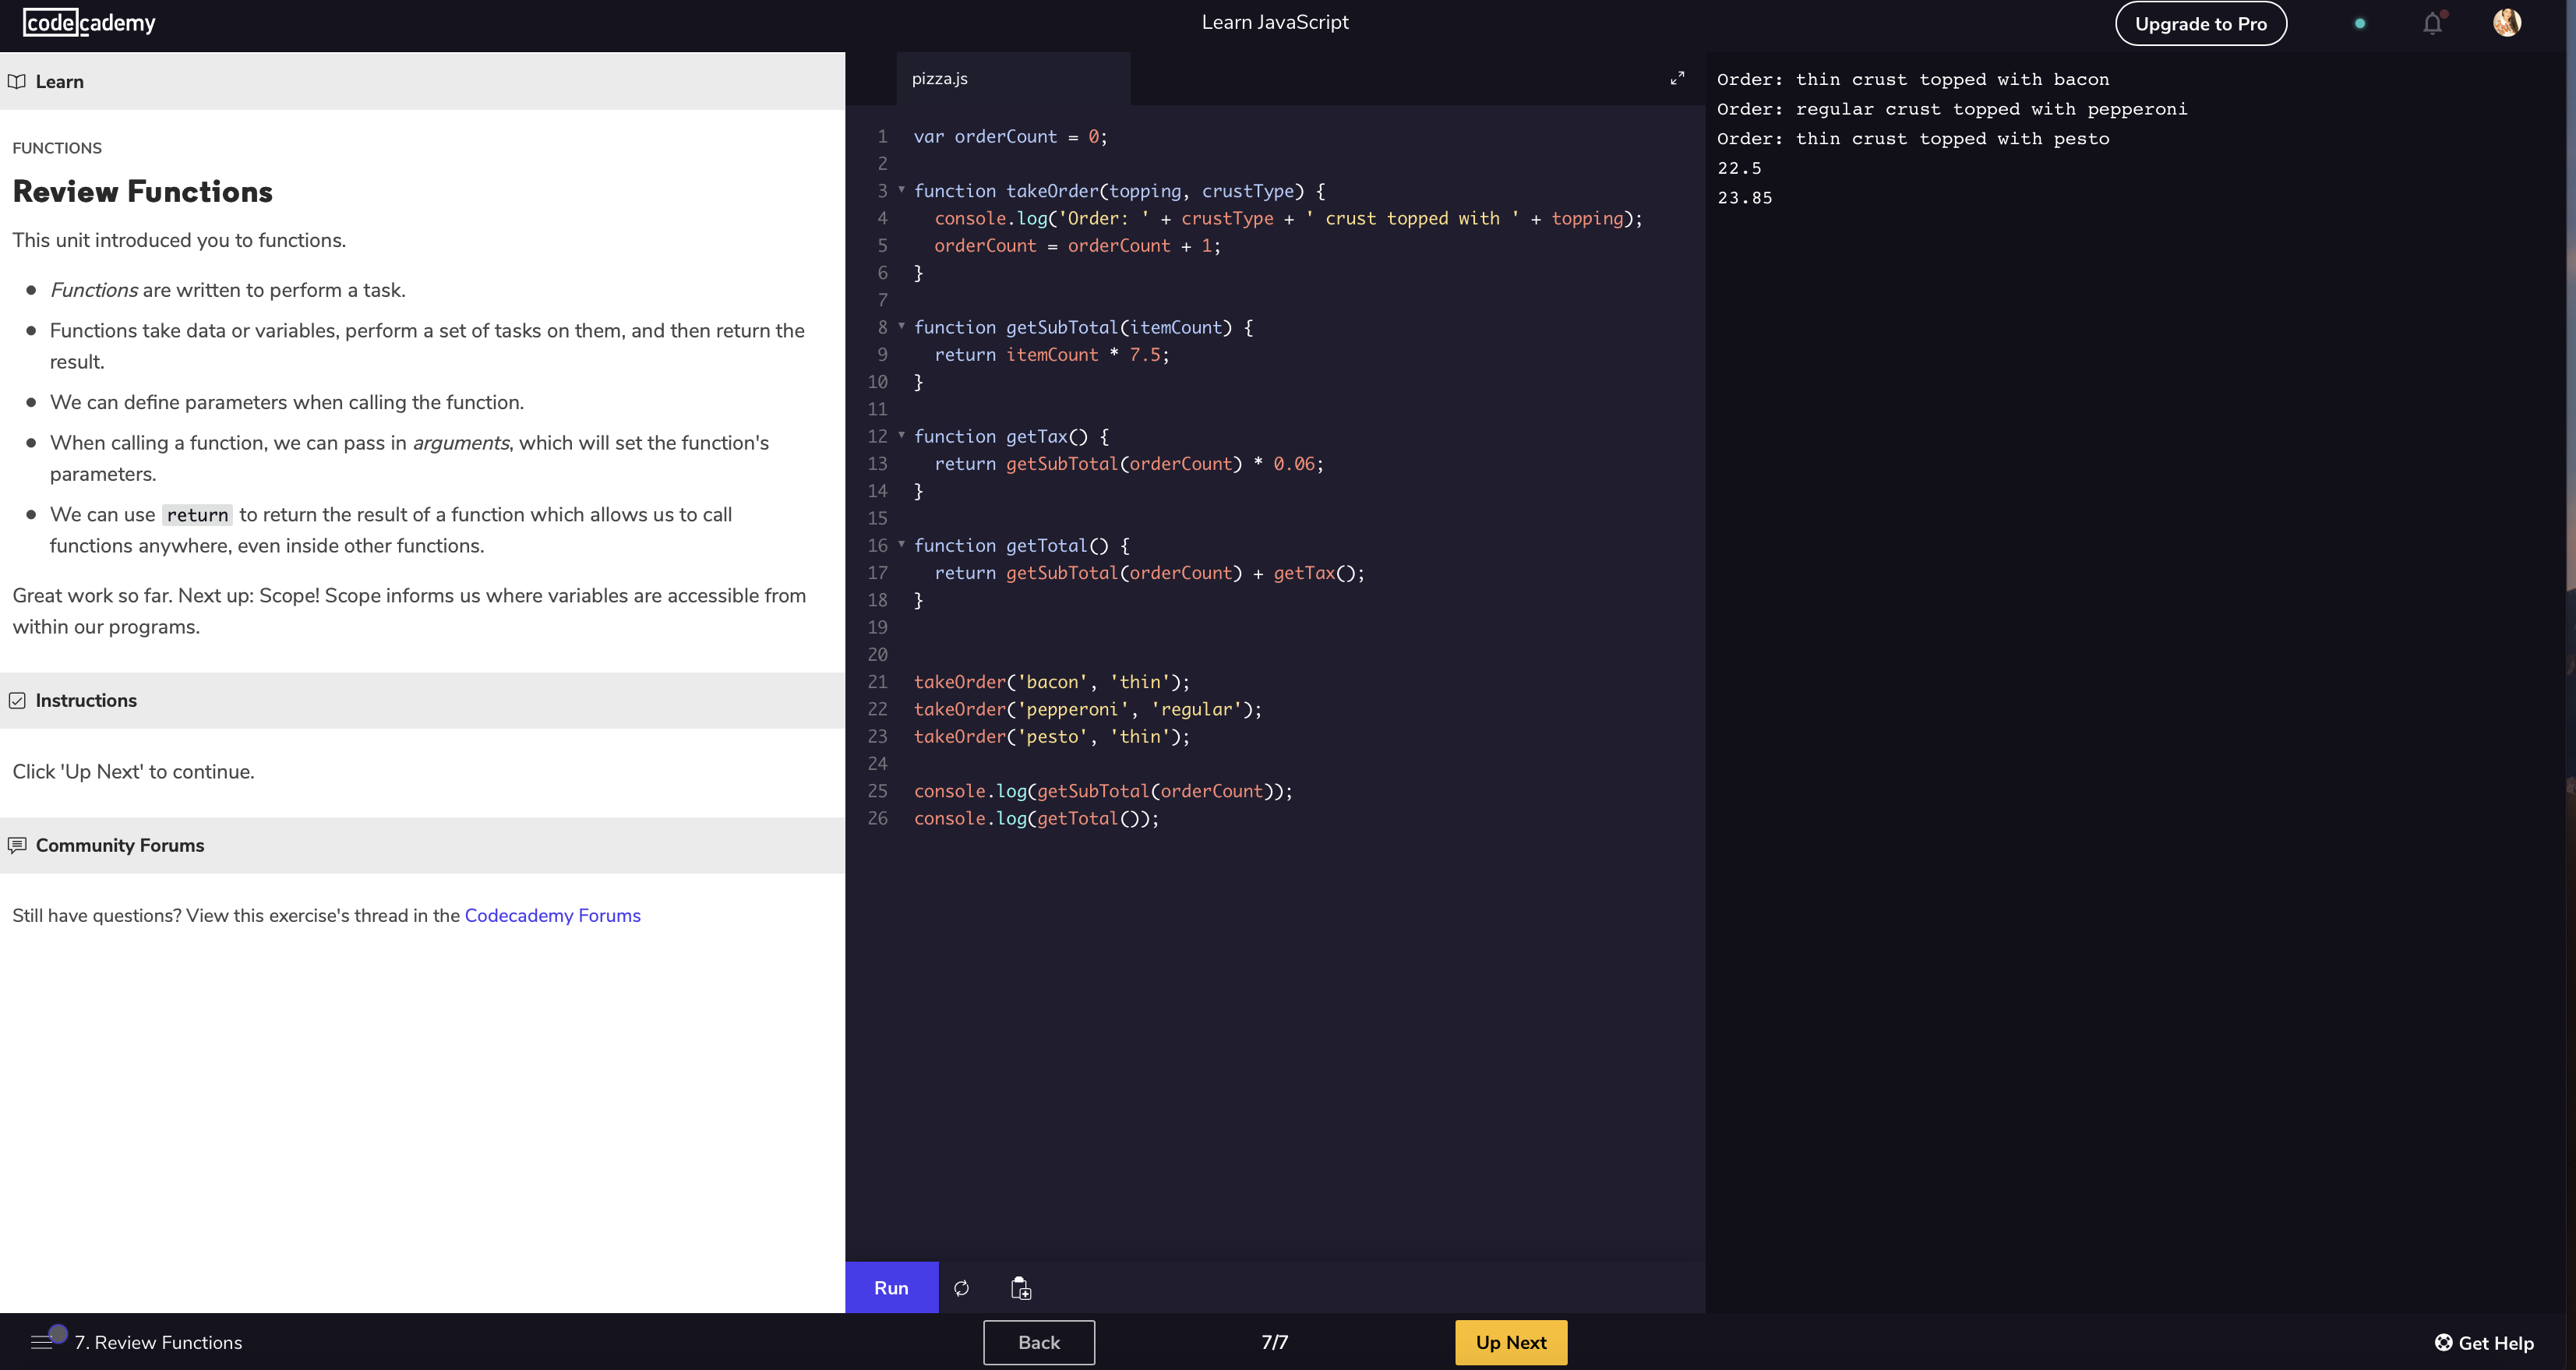 codecademy
Learn JavaScript
Upgrade to Pro
Learn
FUNCTIONS
Review Functions
This unit introduced you to functions.
Functions are written to perform a task.
Functions take data or variables, perform a set of tasks on them, and then return the
result.
We can define parameters when calling the function.
When calling a function, we can pass in arguments, which will set the function's
parameters.
We can use return to return the result of a function which allows us to call
functions anywhere, even inside other functions.
Great work so far. Next up: Scope! Scope informs us where variables are accessible from
within our programs.
Instructions
Click 'Up Next' to continue.
Community Forums
Still have questions? View this exercise's thread in the Codecademy Forums
pizza.js
1 var orderCount = 0;
2
3 function takeOrder(topping, crustType) {
4   console.log('Order: ' + crustType + ' crust topped with ' + topping);
5   orderCount = orderCount + 1;
6 }
7
8 function getSubTotal(itemCount) {
9   return itemCount * 7.5;
10 }
11
12 function getTax() {
13   return getSubTotal(orderCount) * 0.06;
14 }
15
16 function getTotal() {
17   return getSubTotal(orderCount) + getTax();
18 }
19
20
21 takeOrder('bacon', 'thin');
22 takeOrder('pepperoni', 'regular');
23 takeOrder('pesto', 'thin');
24
25 console.log(getSubTotal(orderCount));
26 console.log(getTotal());
Order: thin crust topped with bacon
Order: regular crust topped with pepperoni
Order: thin crust topped with pesto
22.5
23.85
Run
7. Review Functions
Back
7/7
Up Next
Get Help